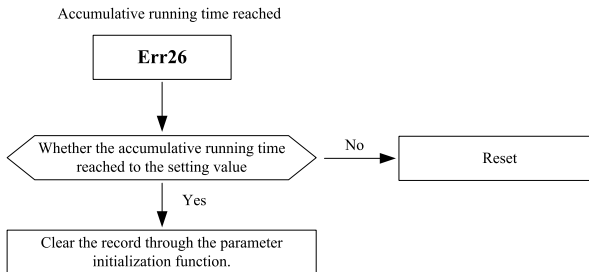 Accumulative running time reached
Err26
Whether the accumulative running time
reached to the setting value
No
Reset
Yes
Clear the record through the parameter
initialization function.